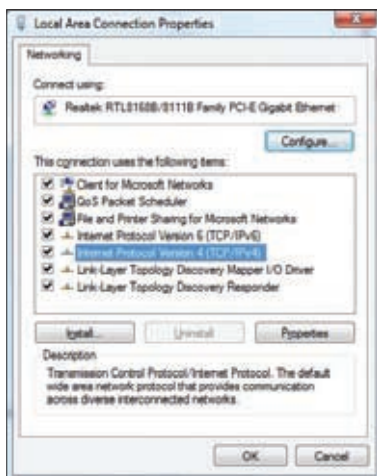 Local Area Connection Properties
Networking
Connect using:
Realtek RTL8168B/8111B Family PCI-E Gigabit Ethernet
Configure...
This connection uses the following items:
Client for Microsoft Networks
QoS Packet Scheduler
File and Printer Sharing for Microsoft Networks
Internet Protocol Version 6 (TCP/IPv6)
Internet Protocol Version 4 (TCP/IPv4)
Link-Layer Topology Discovery Mapper I/O Driver
Link-Layer Topology Discovery Responder
Install... Uninstall Properties
Description
Transmission Control Protocol/Internet Protocol. The default
wide area network protocol that provides communication
across diverse interconnected networks.
OK Cancel